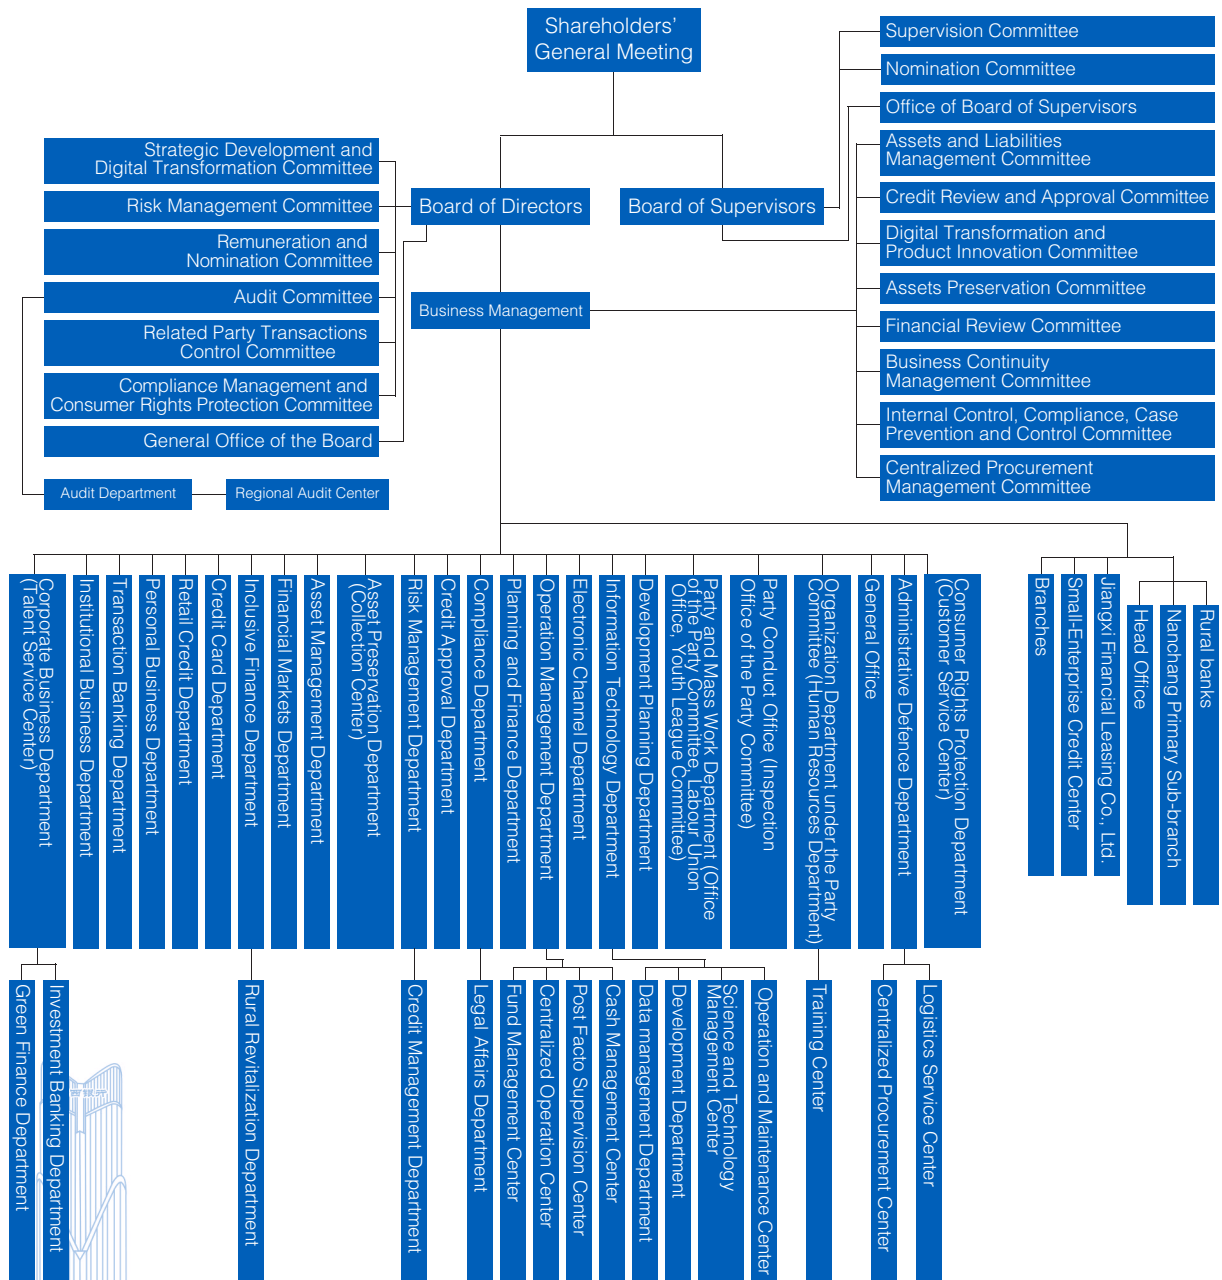 Shareholders'
General Meeting
Supervision Committee
Nomination Committee
Office of Board of Supervisors
Assets and Liabilities
Management Committee
Credit Review and Approval Committee
Digital Transformation and
Product Innovation Committee
Assets Preservation Committee
Financial Review Committee
Business Continuity
Management Committee
Internal Control, Compliance, Case
Prevention and Control Committee
Centralized Procurement
Management Committee
Board of Directors
Board of Supervisors
Business Management
Strategic Development and
Digital Transformation Committee
Risk Management Committee
Remuneration and
Nomination Committee
Audit Committee
Related Party Transactions
Control Committee
Compliance Management and
Consumer Rights Protection Committee
General Office of the Board
Audit Department
Regional Audit Center
Corporate Business Department
(Talent Service Center)
Institutional Business Department
Transaction Banking Department
Personal Business Department
Retail Credit Department
Credit Card Department
Inclusive Finance Department
Financial Markets Department
Asset Management Department
Asset Preservation Department
(Collection Center)
Risk Management Department
Credit Approval Department
Compliance Department
Planning and Finance Department
Operation Management Department
Electronic Channel Department
Information Technology Department
Development Planning Department
Party and Mass Work Department (Office
of the Party Committee, Labour Union
Office, Youth League Committee)
Party Conduct Office (Inspection
Office of the Party Committee)
Organization Department under the Party
Committee (Human Resources Department)
General Office
Administrative Defence Department
Consumer Rights Protection Department
(Customer Service Center)
Branches
Small-Enterprise Credit Center
Jiangxi Financial Leasing Co., Ltd.
Head Office
Nanchang Primary Sub-branch
Rural banks
Green Finance Department
Investment Banking Department
Rural Revitalization Department
Credit Management Department
Legal Affairs Department
Fund Management Center
Centralized Operation Center
Post Facto Supervision Center
Cash Management Center
Data management Department
Development Department
Science and Technology
Management Center
Operation and Maintenance Center
Training Center
Centralized Procurement Center
Logistics Service Center